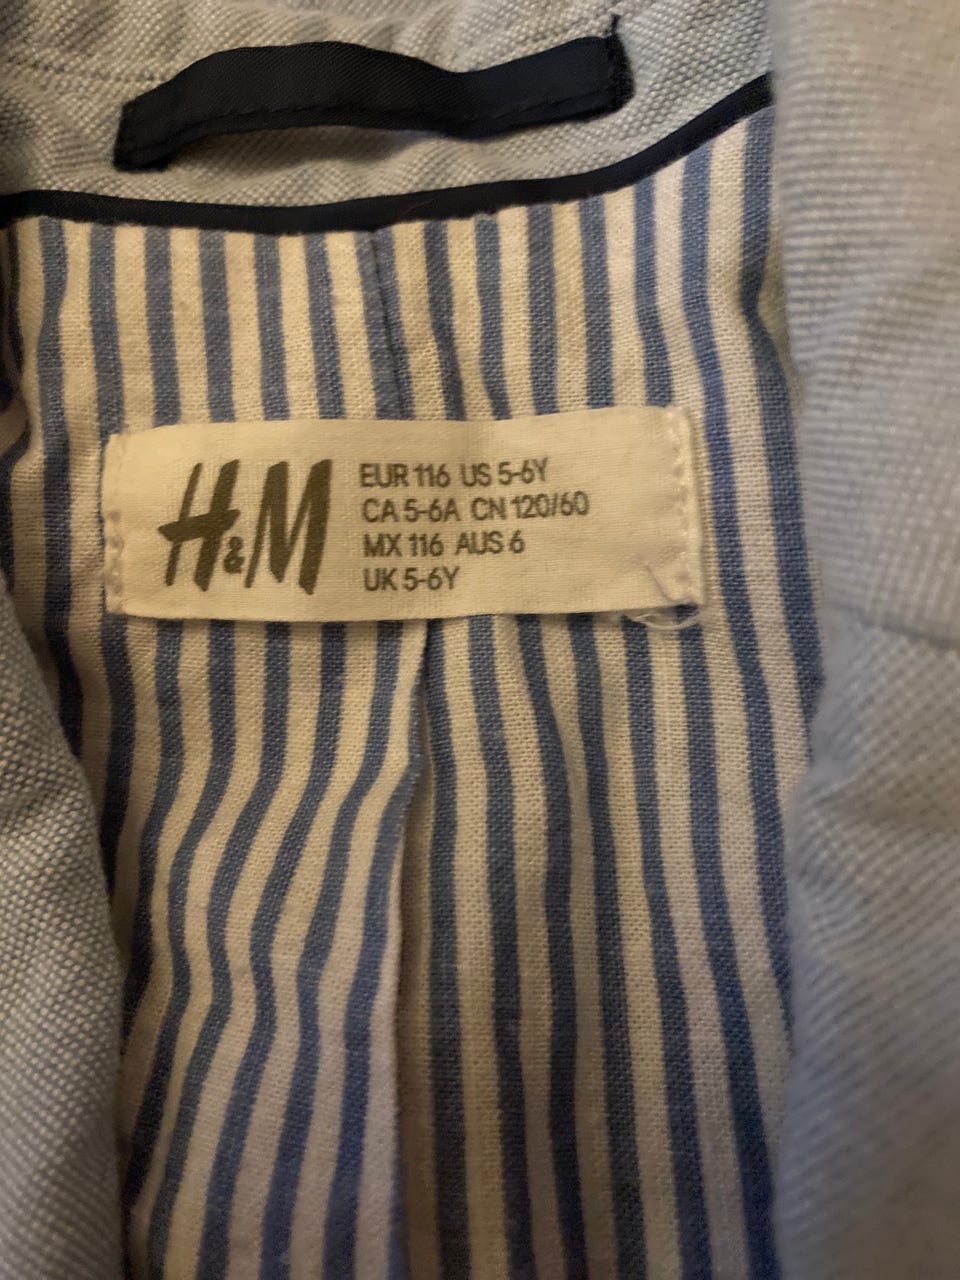 H&M
EUR 116 US 5-6Y
CA 5-6A CN 120/60
MX 116 AUS 6
UK 5-6Y